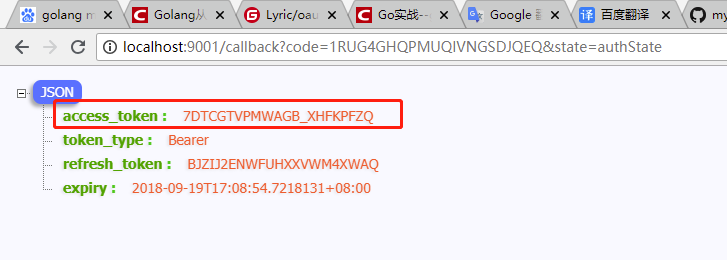 golang m
Golang从
Lyric/oau
Go实战--
Google 翻
百度翻译
my
localhost:9001/callback?code=1RUG4GHQPMUQIVNGSDJQEQ&state=authState
JSON
access_token : 7DTCGTVPMWAGB_XHFKPFZQ
token_type : Bearer
refresh_token : BJZIJ2ENWFUHXXVWM4XWAQ
expiry : 2018-09-19T17:08:54.7218131+08:00